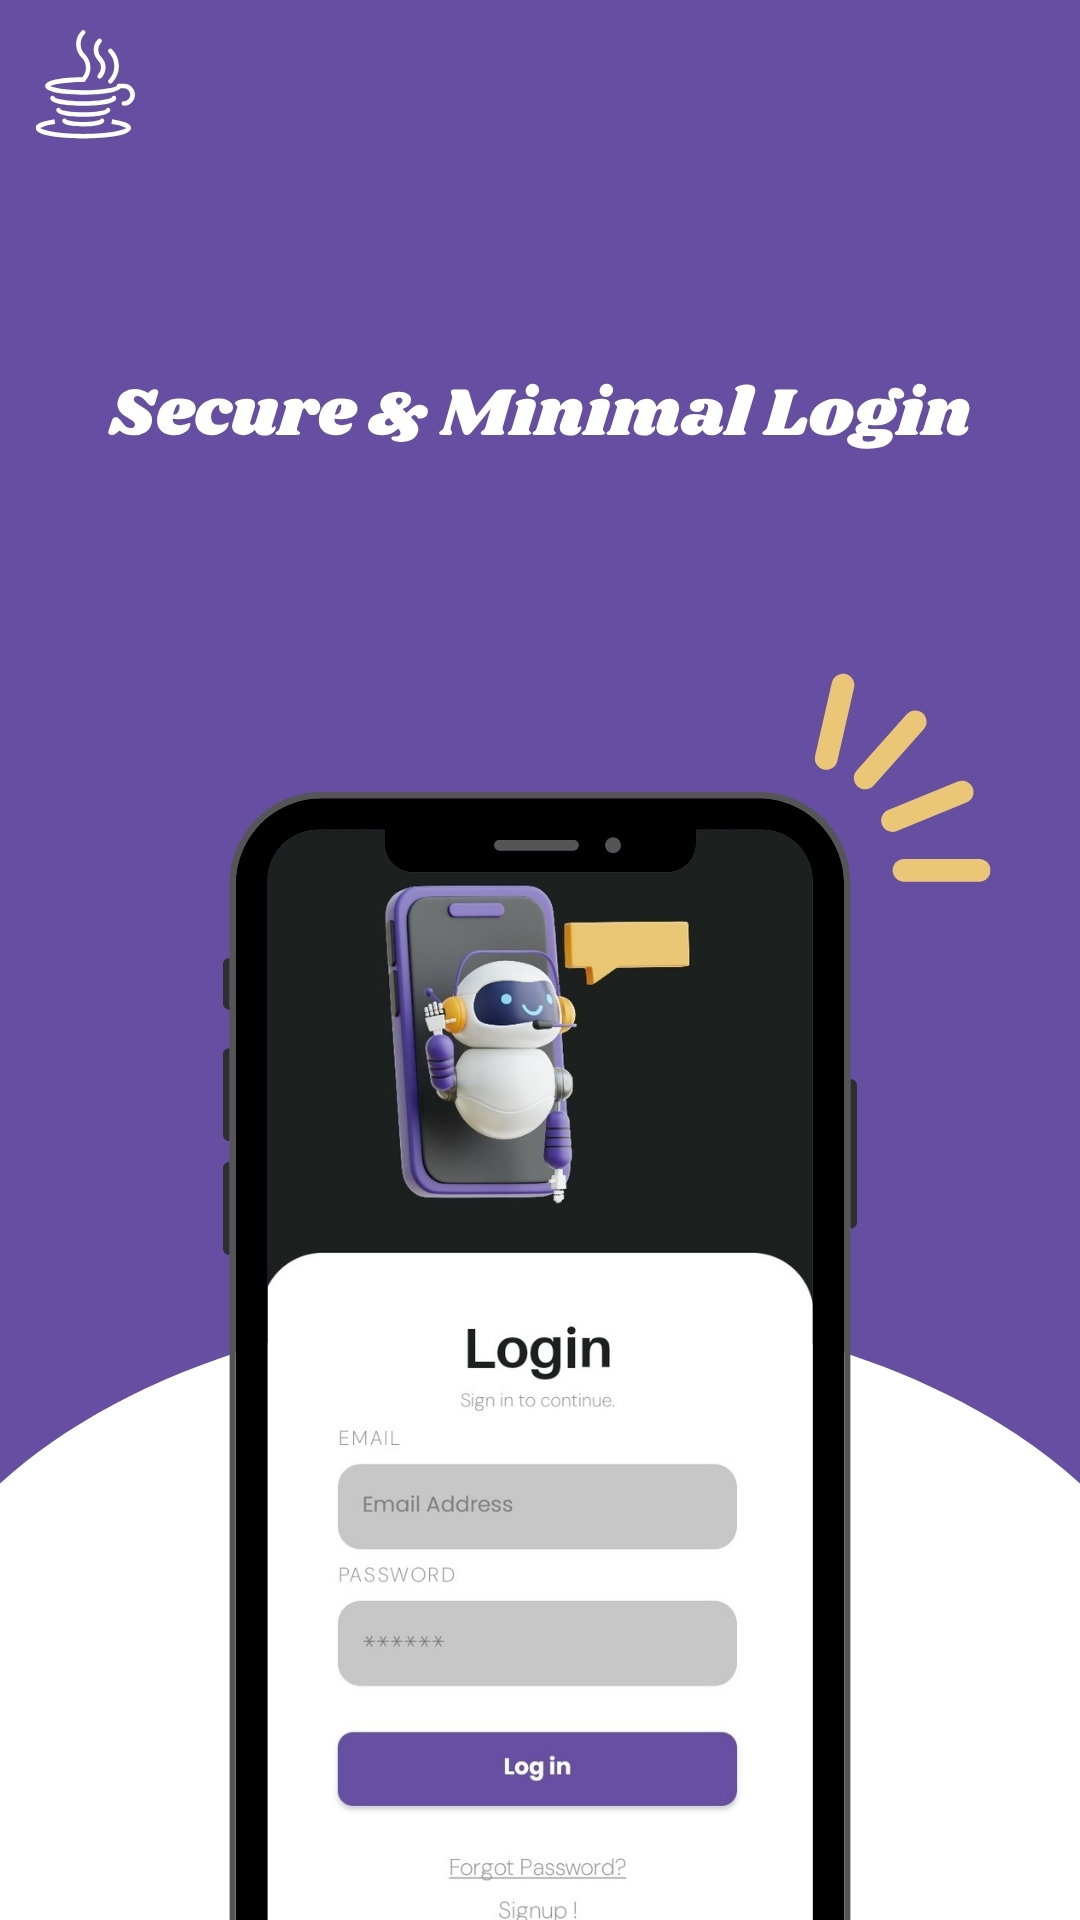 Secure & Minimal Login
Login
Sign in to continue.
EMAIL
Email Address
PASSWORD
******
Log in
Forgot Password?
Signup !